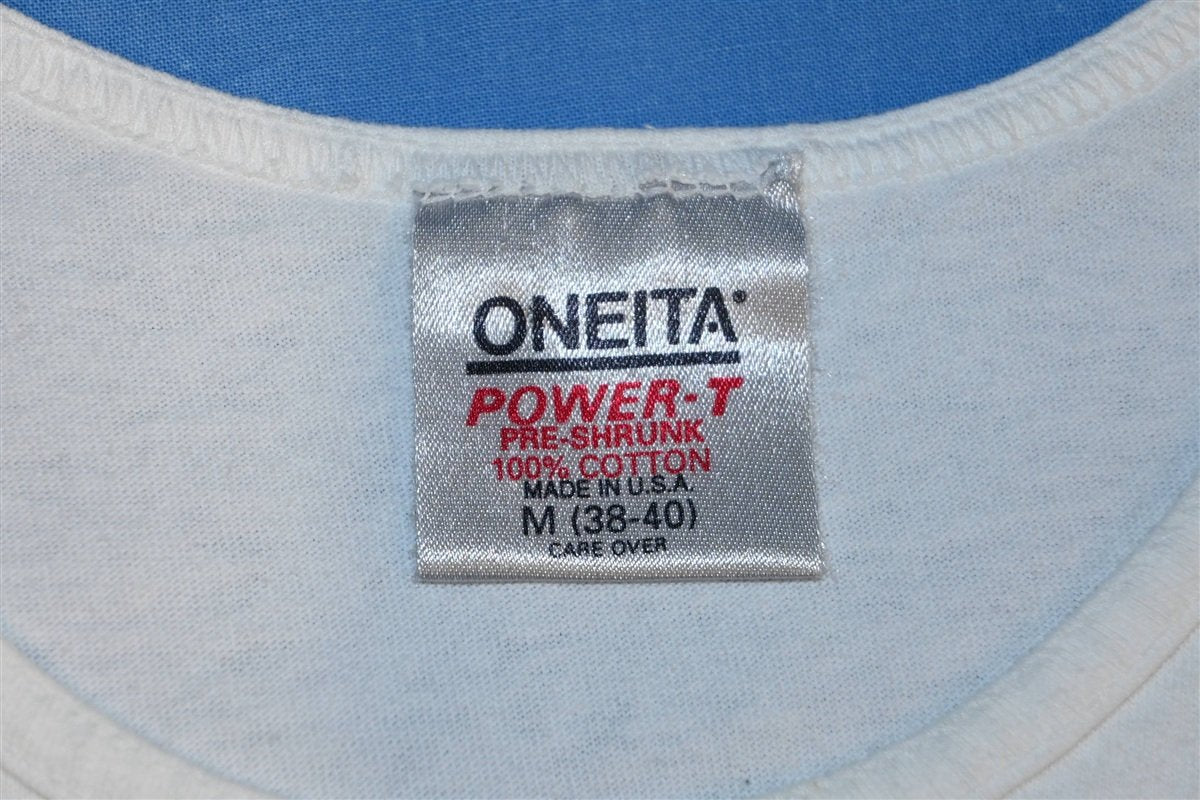 ONEITA®
POWER-T
PRE-SHRUNK
100% COTTON
MADE IN U.S.A.
M (38-40)
CARE OVER